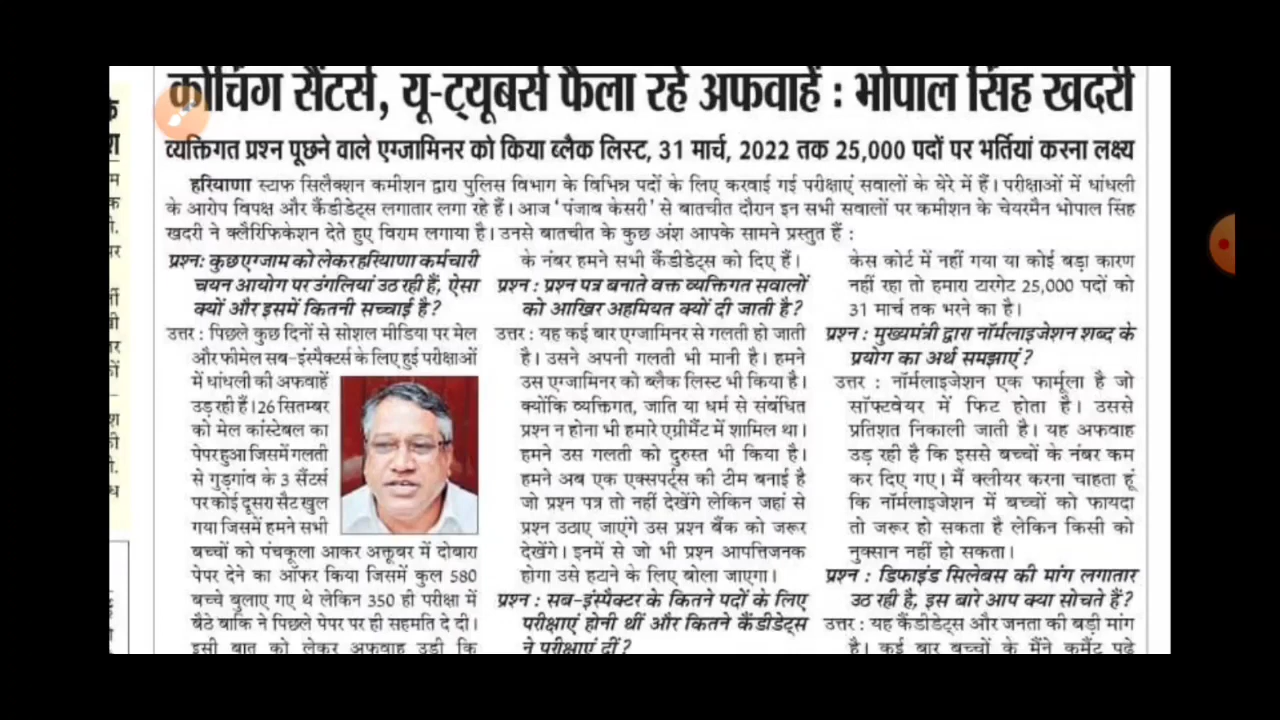 कोचिंग सैंटर्स, यू-ट्यूबर्स फैला रहे अफवाहें : भोपाल सिंह खदरी
व्यक्तिगत प्रश्न पूछने वाले एग्जामिनर को किया ब्लैक लिस्ट, 31 मार्च, 2022 तक 25,000 पदों पर भर्तियां करना लक्ष्य
हरियाणा स्टाफ सिलैक्शन कमीशन द्वारा पुलिस विभाग के विभिन्न पदों के लिए करवाई गई परीक्षाएं सवालों के घेरे में हैं। परीक्षाओं में धांधली
के आरोप विपक्ष और कैंडीडेट्स लगातार लगा रहे हैं। आज 'पंजाब केसरी' से बातचीत दौरान इन सभी सवालों पर कमीशन के चेयरमैन भोपाल सिंह
खदरी ने क्लैरिफिकेशन देते हुए विराम लगाया है। उनसे बातचीत के कुछ अंश आपके सामने प्रस्तुत हैं :
प्रश्न: कुछ एग्जाम को लेकर हरियाणा कर्मचारी
चयन आयोग पर उंगलियां उठ रही हैं, ऐसा
क्यों और इसमें कितनी सच्चाई है?
उत्तर: पिछले कुछ दिनों से सोशल मीडिया पर मेल
और फीमेल सब-इंस्पैक्टर्स के लिए हुई परीक्षाओं
में धांधली की अफवाहें
उड़ रही हैं। 26 सितम्बर
को मेल कांस्टेबल का
पेपर हुआ जिसमें गलती
से गुड़गांव के 3 सैंटर्स
पर कोई दूसरा सैट खुल
गया जिसमें हमने सभी
बच्चों को पंचकूला आकर अक्तूबर में दोबारा
पेपर देने का ऑफर किया जिसमें कुल 580
बच्चे बुलाए गए थे लेकिन 350 ही परीक्षा में
बैठे बाकि ने पिछले पेपर पर ही सहमति दे दी।
इसी बात को लेकर अफवाह उड़ी कि
के नंबर हमने सभी कैंडीडेट्स को दिए हैं।
प्रश्न : प्रश्न पत्र बनाते वक्त व्यक्तिगत सवालों
को आखिर अहमियत क्यों दी जाती है?
उत्तर : यह कई बार एग्जामिनर से गलती हो जाती
है। उसने अपनी गलती भी मानी है। हमने
उस एग्जामिनर को ब्लैक लिस्ट भी किया है।
क्योंकि व्यक्तिगत, जाति या धर्म से संबंधित
प्रश्न न होना भी हमारे एग्रीमैंट में शामिल था।
हमने उस गलती को दुरुस्त भी किया है।
हमने अब एक एक्सपर्ट्स की टीम बनाई है
जो प्रश्न पत्र तो नहीं देखेंगे लेकिन जहां से
प्रश्न उठाए जाएंगे उस प्रश्न बैंक को जरूर
देखेंगे। इनमें से जो भी प्रश्न आपत्तिजनक
होगा उसे हटाने के लिए बोला जाएगा।
प्रश्न : सब-इंस्पैक्टर के कितने पदों के लिए
परीक्षाएं होनी थीं और कितने कैंडीडेट्स
ने परीक्षाएं दीं?
केस कोर्ट में नहीं गया या कोई बड़ा कारण
नहीं रहा तो हमारा टारगेट 25,000 पदों को
31 मार्च तक भरने का है।
प्रश्न : मुख्यमंत्री द्वारा नॉर्मलाइजेशन शब्द के
प्रयोग का अर्थ समझाएं?
उत्तर : नॉर्मलाइजेशन एक फार्मूला है जो
सॉफ्टवेयर में फिट होता है। उससे
प्रतिशत निकाली जाती है। यह अफवाह
उड़ रही है कि इससे बच्चों के नंबर कम
कर दिए गए। मैं क्लीयर करना चाहता हूं
कि नॉर्मलाइजेशन में बच्चों को फायदा
तो जरूर हो सकता है लेकिन किसी को
नुक्सान नहीं हो सकता।
प्रश्न : डिफाइंड सिलेबस की मांग लगातार
उठ रही है, इस बारे आप क्या सोचते हैं?
उत्तर: यह कैंडीडेट्स और जनता की बड़ी मांग
है। कई बार बच्चों के मैंने कमैंट पढ़े